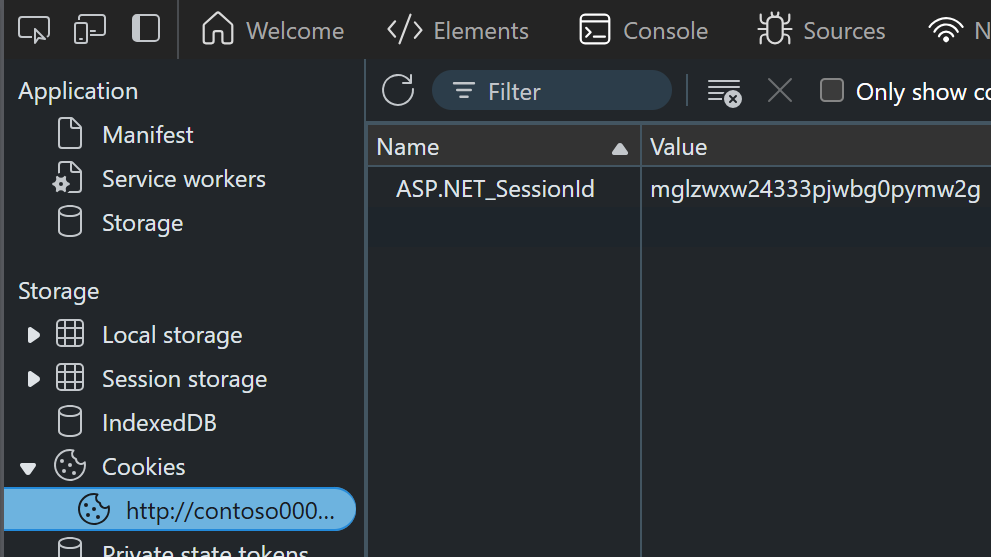 Welcome
Elements
Console
Sources
N
Application
Manifest
Service workers
Storage
Storage
Local storage
Session storage
IndexedDB
Cookies
http://contoso000...
Private state tokens
Filter
Only show co
Name Value
ASP.NET_SessionId mglzwxw24333pjwbg0pymw2g